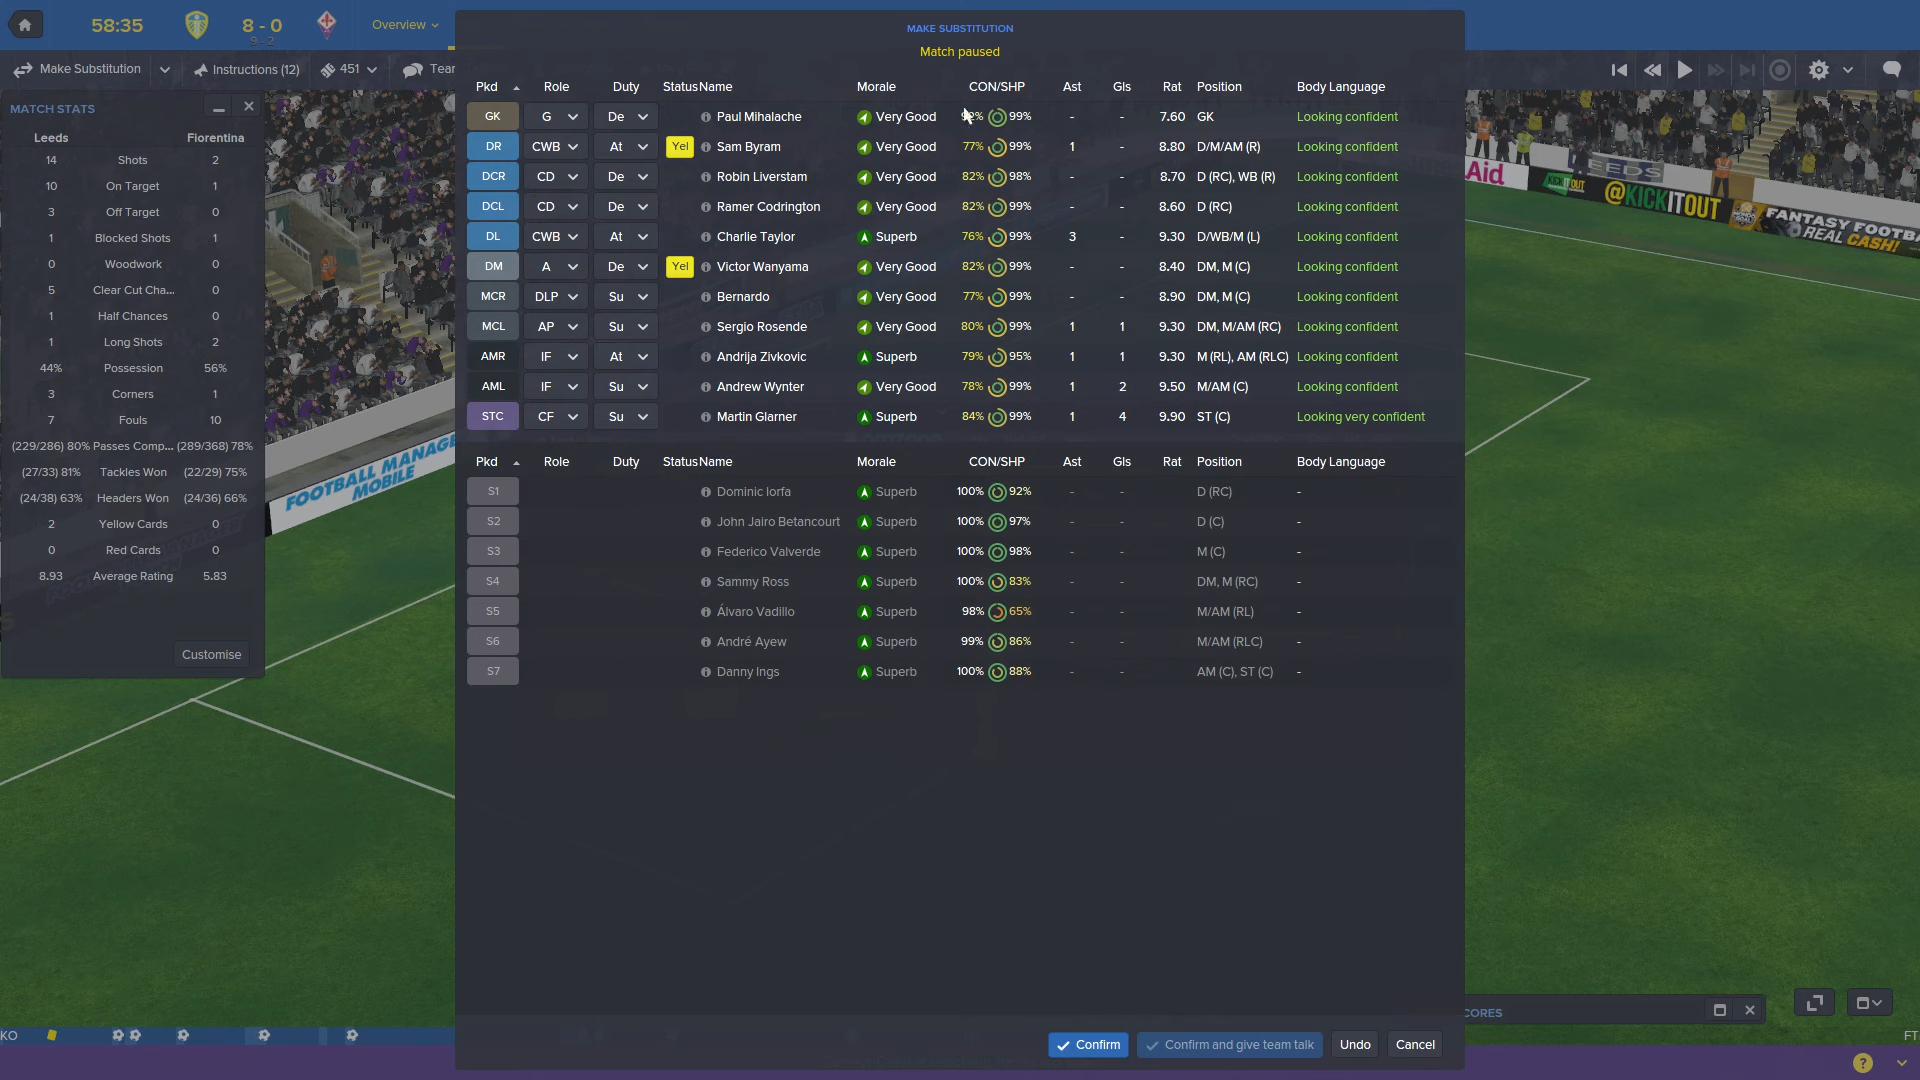 58:35
8 - 0
9 - 2
Overview
MAKE SUBSTITUTION
Match paused
Make Substitution
Instructions (12)
451
Tear
MATCH STATS
Leeds Fiorentina
14 Shots 2
10 On Target 1
3 Off Target 0
1 Blocked Shots 1
0 Woodwork 0
5 Clear Cut Cha... 0
1 Half Chances 0
1 Long Shots 2
44% Possession 56%
3 Corners 1
7 Fouls 10
(229/286) 80% Passes Comp... (289/368) 78%
(27/33) 81% Tackles Won (22/29) 75%
(24/38) 63% Headers Won (24/36) 66%
2 Yellow Cards 0
0 Red Cards 0
8.93 Average Rating 5.83
Customise
Pkd Role Duty Status Name Morale CON/SHP Ast Gls Rat Position Body Language
GK G De Paul Mihalache Very Good 99% - - 7.60 GK Looking confident
DR CWB At Yel Sam Byram Very Good 77% 99% 1 - 8.80 D/M/AM (R) Looking confident
DCR CD De Robin Liverstam Very Good 82% 98% - - 8.70 D (RC), WB (R) Looking confident
DCL CD De Ramer Codrington Very Good 82% 99% - - 8.60 D (RC) Looking confident
DL CWB At Charlie Taylor Superb 76% 99% 3 - 9.30 D/WB/M (L) Looking confident
DM A De Yel Victor Wanyama Very Good 82% 99% - - 8.40 DM, M (C) Looking confident
MCR DLP Su Bernardo Very Good 77% 99% - - 8.90 DM, M (C) Looking confident
MCL AP Su Sergio Rosende Very Good 80% 99% 1 1 9.30 DM, M/AM (RC) Looking confident
AMR IF At Andrija Zivkovic Superb 79% 95% 1 1 9.30 M (RL), AM (RLC) Looking confident
AML IF Su Andrew Wynter Very Good 78% 99% 1 2 9.50 M/AM (C) Looking confident
STC CF Su Martin Glarner Superb 84% 99% 1 4 9.90 ST (C) Looking very confident
Pkd Role Duty Status Name Morale CON/SHP Ast Gls Rat Position Body Language
S1 Dominic Iorfa Superb 100% 92% - - D (RC) -
S2 John Jairo Betancourt Superb 100% 97% - - D (C) -
S3 Federico Valverde Superb 100% 98% - - M (C) -
S4 Sammy Ross Superb 100% 83% - - DM, M (RC) -
S5 Álvaro Vadillo Superb 98% 65% - - M/AM (RL) -
S6 André Ayew Superb 99% 86% - - M/AM (RLC) -
S7 Danny Ings Superb 100% 88% - - AM (C), ST (C) -
Confirm
Confirm and give team talk
Undo
Cancel
FOOTBALL MANAGE
MOBILE
Aid
KICK IT OUT
LEEDS
@KICKITOUT
FANTASY FOOTBA
REAL CASH!
CORES
KO
FT
?